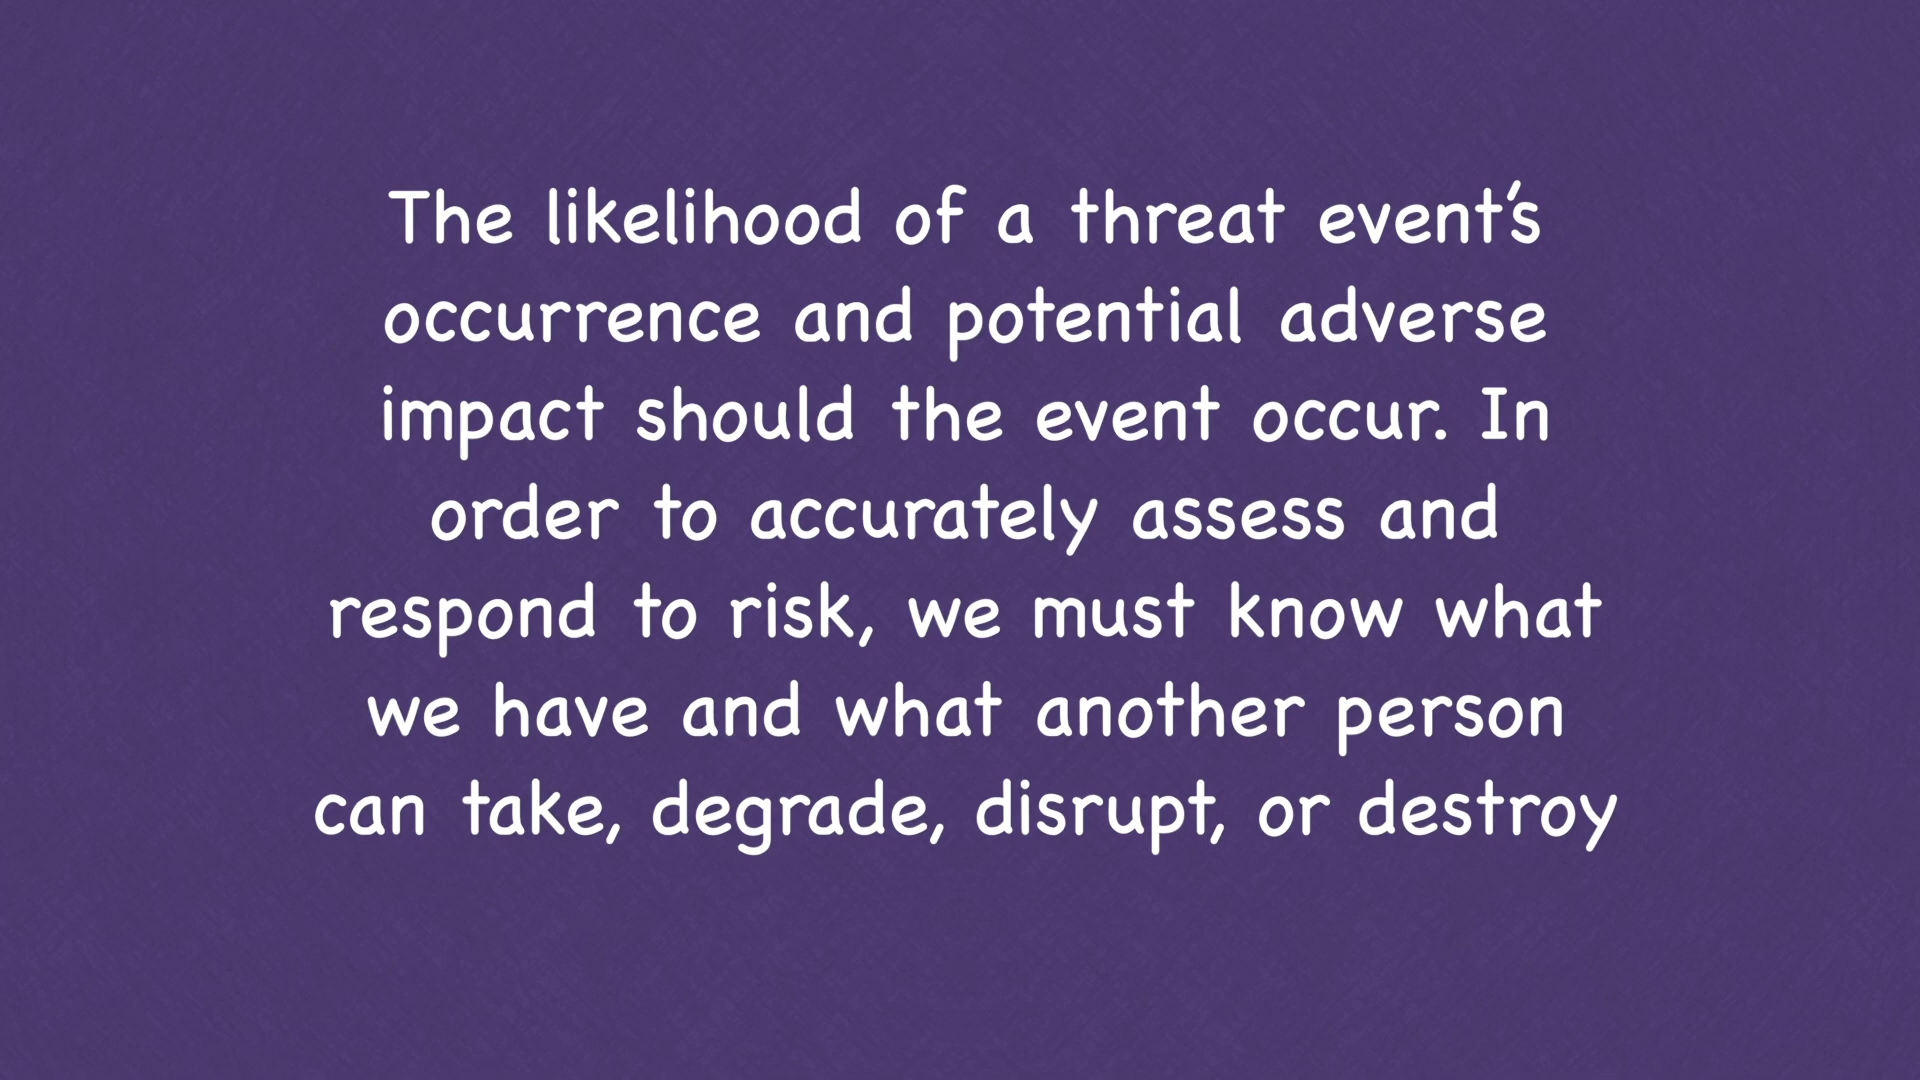 The likelihood of a threat event's
occurrence and potential adverse
impact should the event occur. In
order to accurately assess and
respond to risk, we must know what
we have and what another person
can take, degrade, disrupt, or destroy